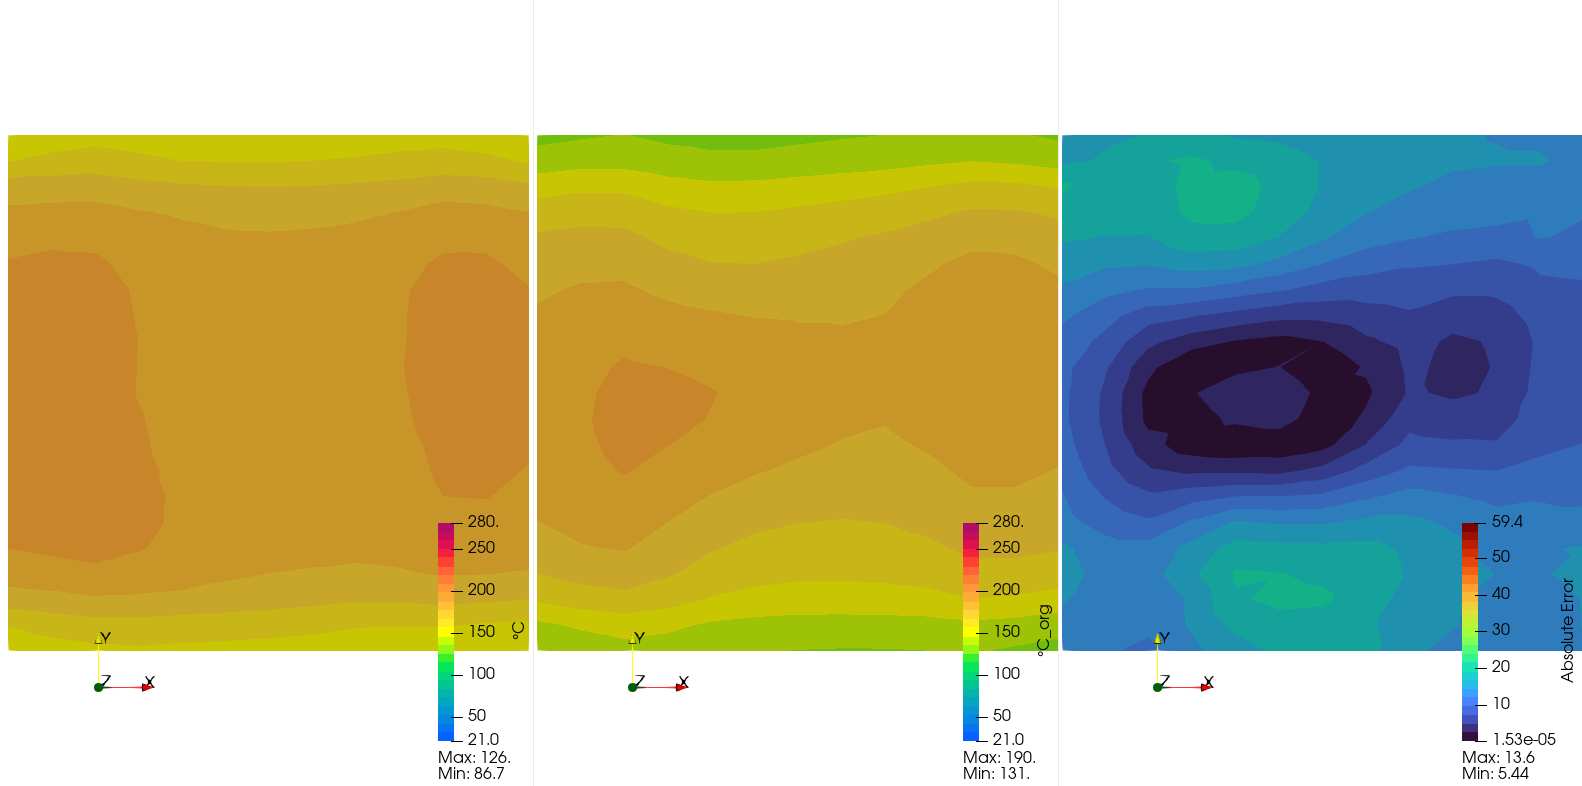 Y
Z
X
280.
250
200
150
100
50
21.0
°C
Max: 126.
Min: 86.7
Y
Z
X
280.
250
200
150
100
50
21.0
°C_org
Max: 190.
Min: 131.
Y
Z
X
59.4
50
40
30
20
10
1.53e-05
Absolute Error
Max: 13.6
Min: 5.44